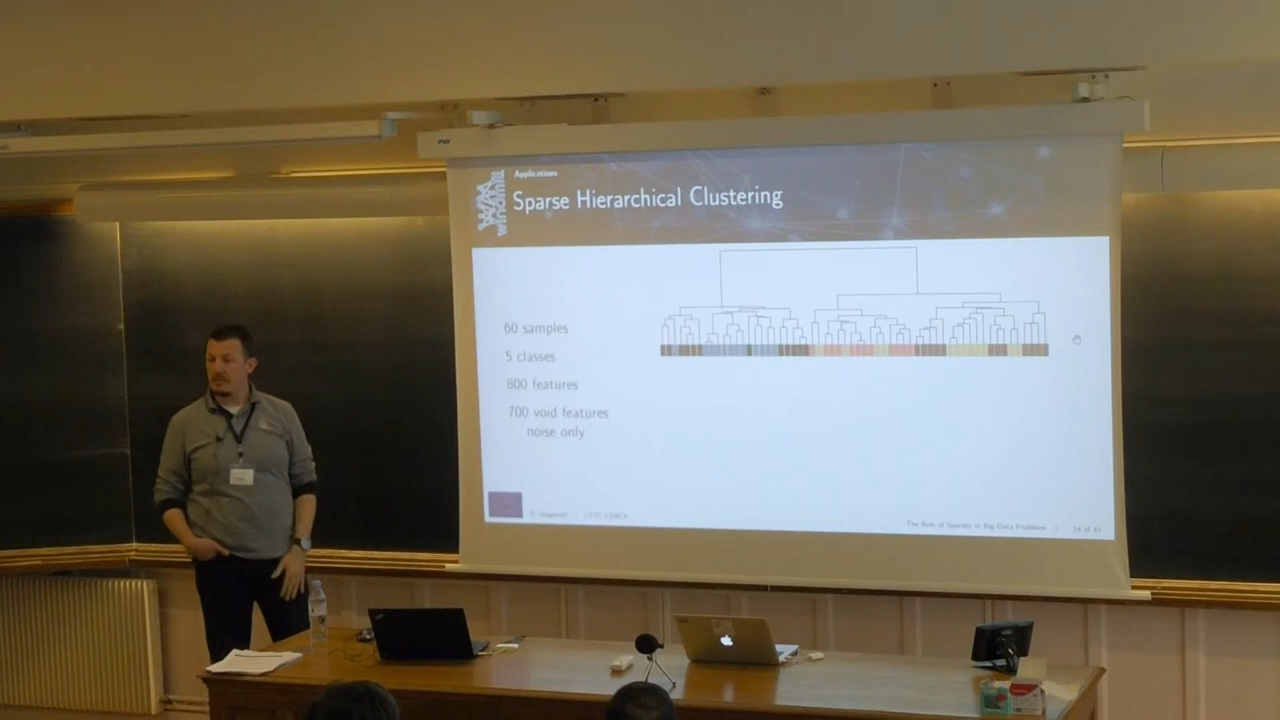 Applications
Sparse Hierarchical Clustering
windmill
60 samples
5 classes
800 features
700 void features
noise only
The Role of Sparsity in Big Data Problems